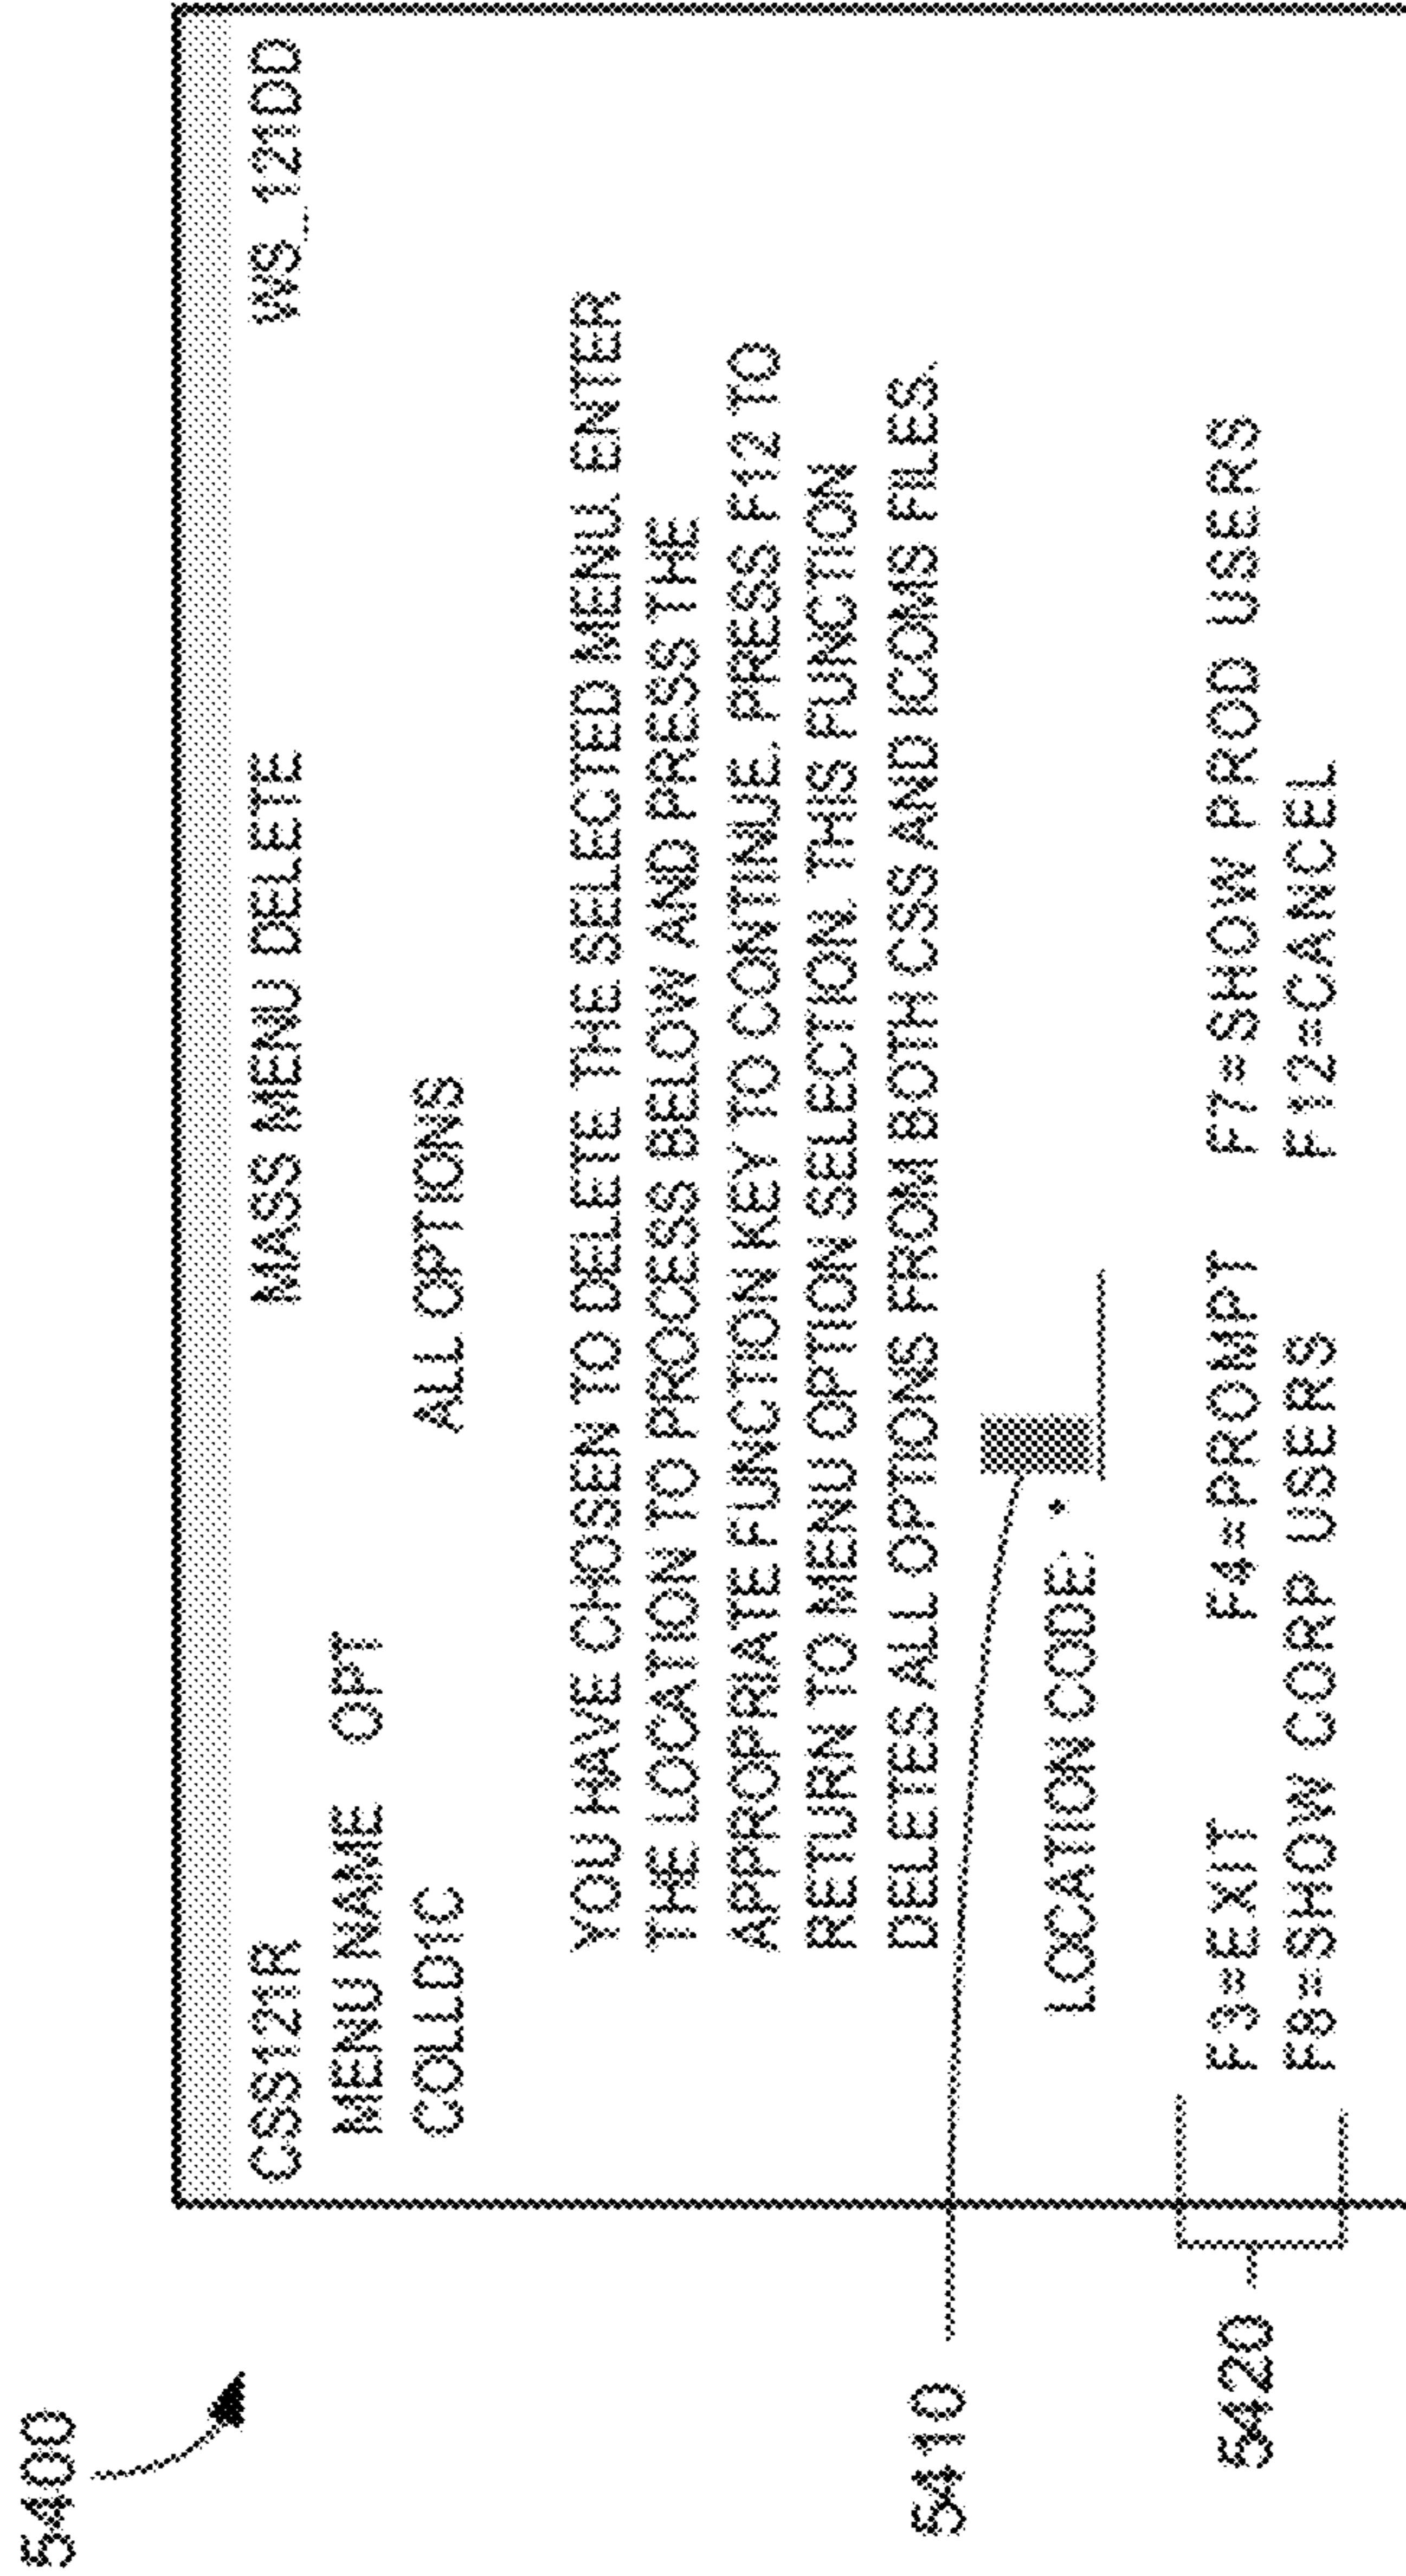 5400
CSS121R MASS MENU DELETE WS_121DD
MENU NAME OPT
COLLD1C ALL OPTIONS
YOU HAVE CHOSEN TO DELETE THE SELECTED MENU. ENTER
THE LOCATION TO PROCESS BELOW AND PRESS THE
APPROPRIATE FUNCTION KEY TO CONTINUE. PRESS F12 TO
RETURN TO MENU OPTION SELECTION. THIS FUNCTION
DELETES ALL OPTIONS FROM BOTH CSS AND ICOMS FILES.
5410
LOCATION CODE . .
5420
F3=EXIT F4=PROMPT F7=SHOW PROD USERS
F8=SHOW CORP USERS F12=CANCEL